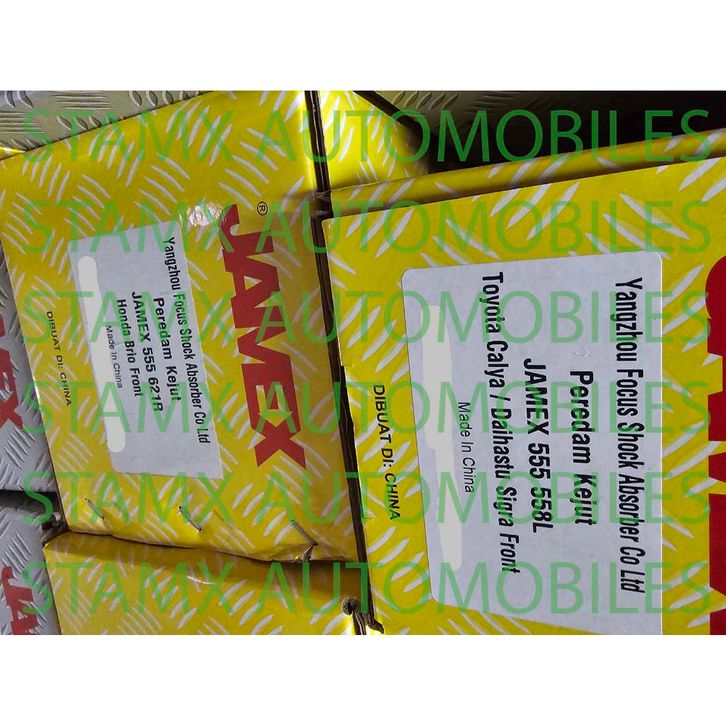 STAMX AUTOMOBILES
STAMX AUTOMOBILES
STAMX AUTOMOBILES
STAMX AUTOMOBILES
STAMX AUTOMOBILES
STAMX AUTOMOBILES
JAMEX
®
Yangzhou Focus Shock Absorber Co Ltd
Peredam Kejut
JAMEX 555 621R
Honda Brio Front
Made In China
DIBUAT DI: CHINA
Yangzhou Focus Shock Absorber Co Ltd
Peredam Kejut
JAMEX 555 558L
Toyota Calya / Daihastu Sigra Front
Made In China
DIBUAT DI: CHINA